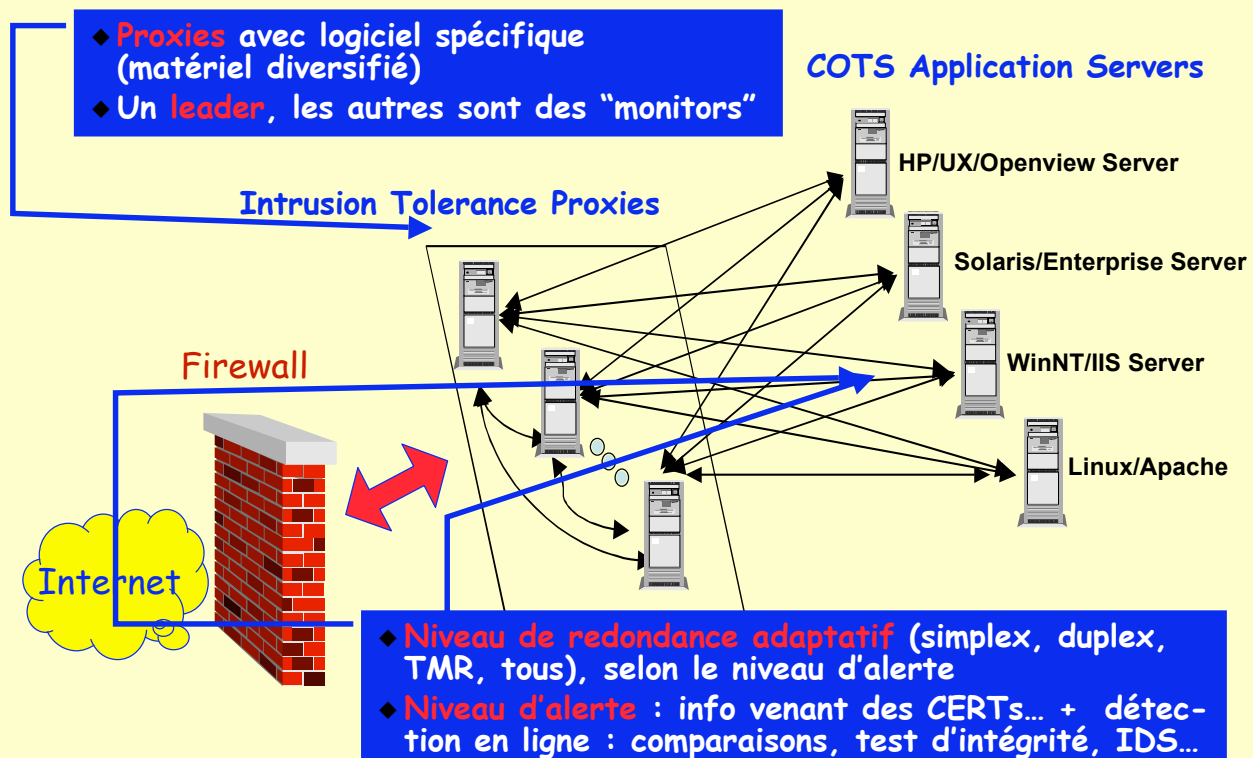 ◆ Proxies avec logiciel spécifique
(matériel diversifié)
◆ Un leader, les autres sont des “monitors”
COTS Application Servers
HP/UX/Openview Server
Intrusion Tolerance Proxies
Solaris/Enterprise Server
WinNT/IIS Server
Firewall
Linux/Apache
Internet
◆ Niveau de redondance adaptatif (simplex, duplex,
TMR, tous), selon le niveau d’alerte
◆ Niveau d’alerte : info venant des CERTs… + détec-
tion en ligne : comparaisons, test d’intégrité, IDS…